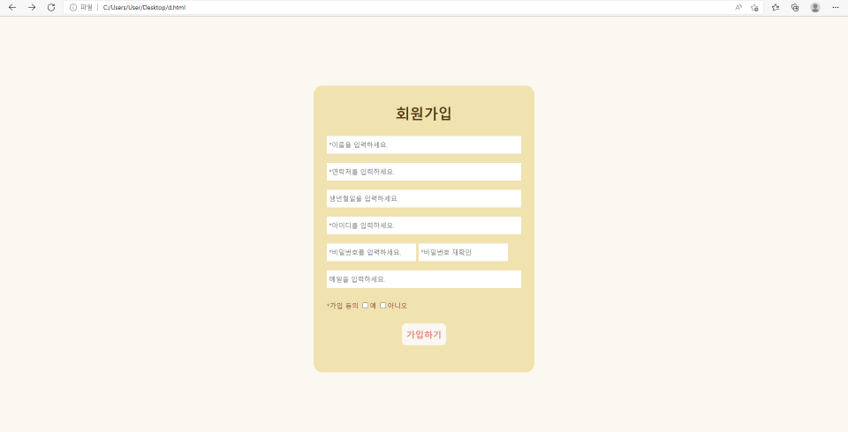 파일 C:/Users/User/Desktop/d.html
회원가입
*이름을 입력하세요.
*연락처를 입력하세요.
생년월일을 입력하세요.
*아이디를 입력하세요.
*비밀번호를 입력하세요. *비밀번호 재확인
메일을 입력하세요.
*가입 동의 예 아니오
가입하기